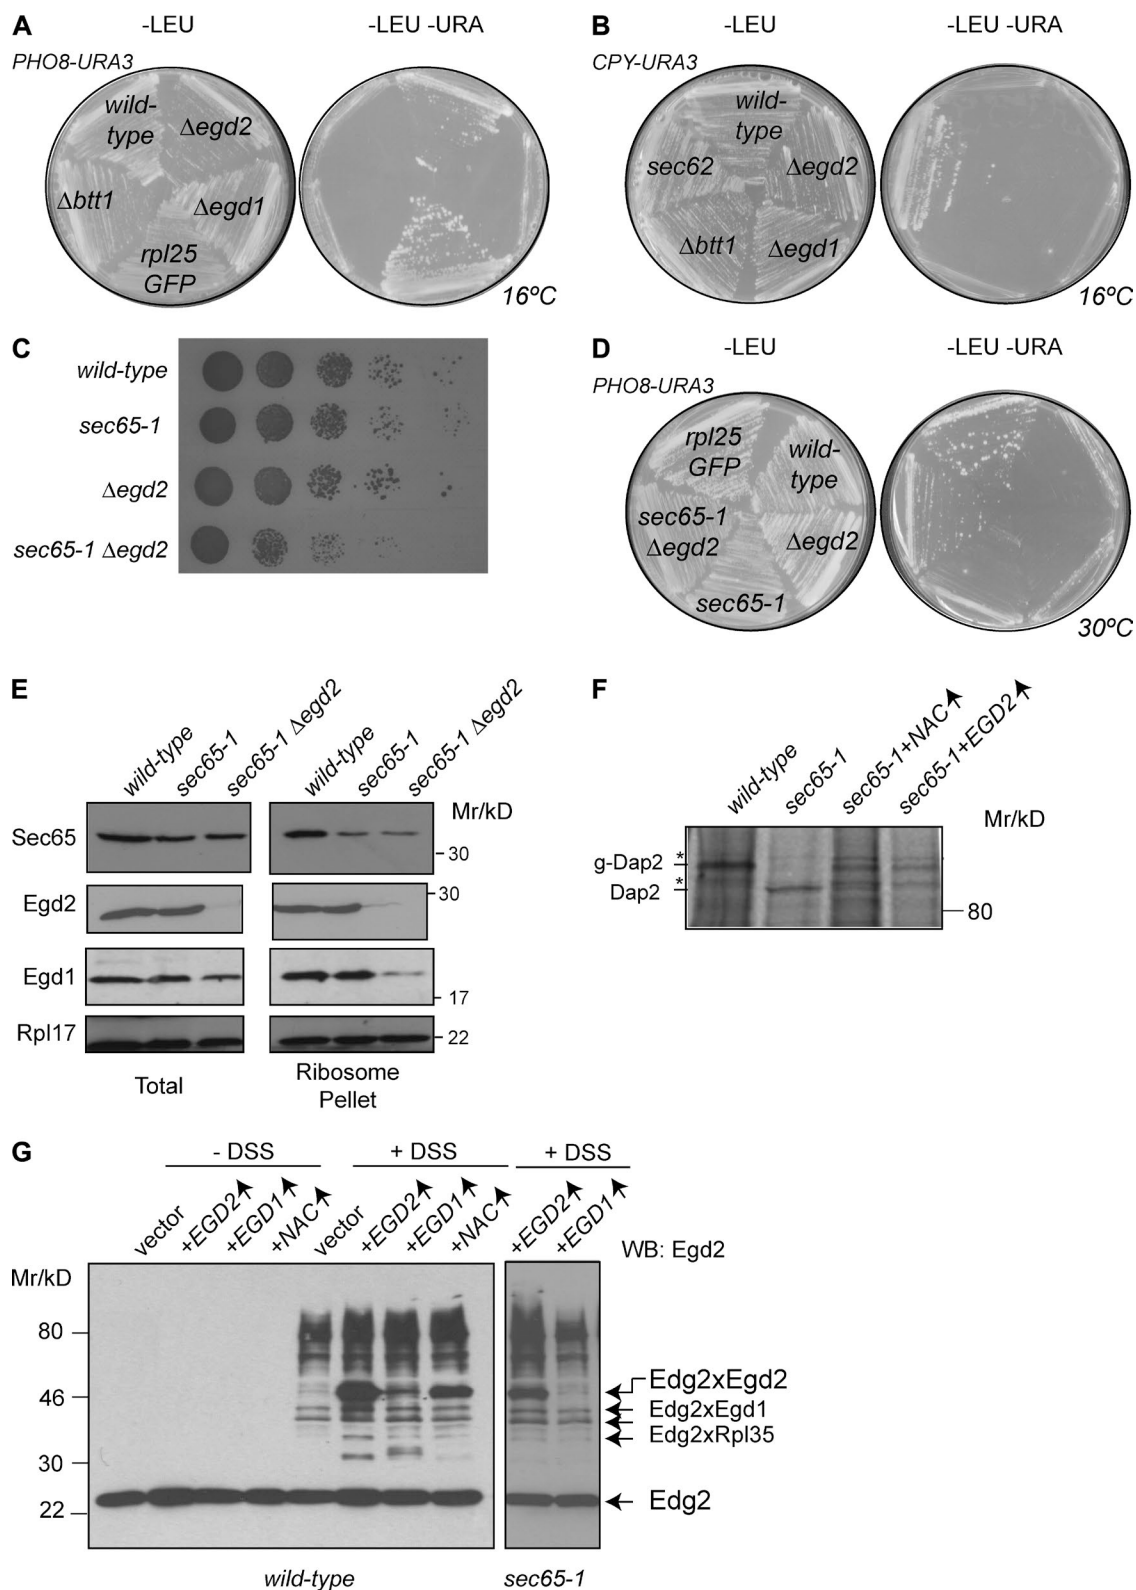 A
-LEU
-LEU -URA
PHO8-URA3
wild-
type
Δegd2
Δbtt1
Δegd1
rpl25
GFP
16ºC
B
-LEU
-LEU -URA
CPY-URA3
wild-
type
sec62
Δegd2
Δbtt1
Δegd1
16ºC
C
wild-type
sec65-1
Δegd2
sec65-1 Δegd2
D
-LEU
-LEU -URA
PHO8-URA3
rpl25
GFP
wild-
type
sec65-1
Δegd2
Δegd2
sec65-1
30ºC
E
wild-type
sec65-1
sec65-1 Δegd2
wild-type
sec65-1
sec65-1 Δegd2
Mr/kD
Sec65
30
Egd2
30
Egd1
17
Rpl17
22
Total
Ribosome
Pellet
F
wild-type
sec65-1
sec65-1+NAC
sec65-1+EGD2
Mr/kD
g-Dap2
*
*
Dap2
80
G
- DSS
+ DSS
+ DSS
vector
+EGD2
+EGD1
+NAC
vector
+EGD2
+EGD1
+NAC
+EGD2
+EGD1
WB: Egd2
Mr/kD
80
46
30
22
Edg2xEgd2
Edg2xEgd1
Edg2xRpl35
Edg2
wild-type
sec65-1